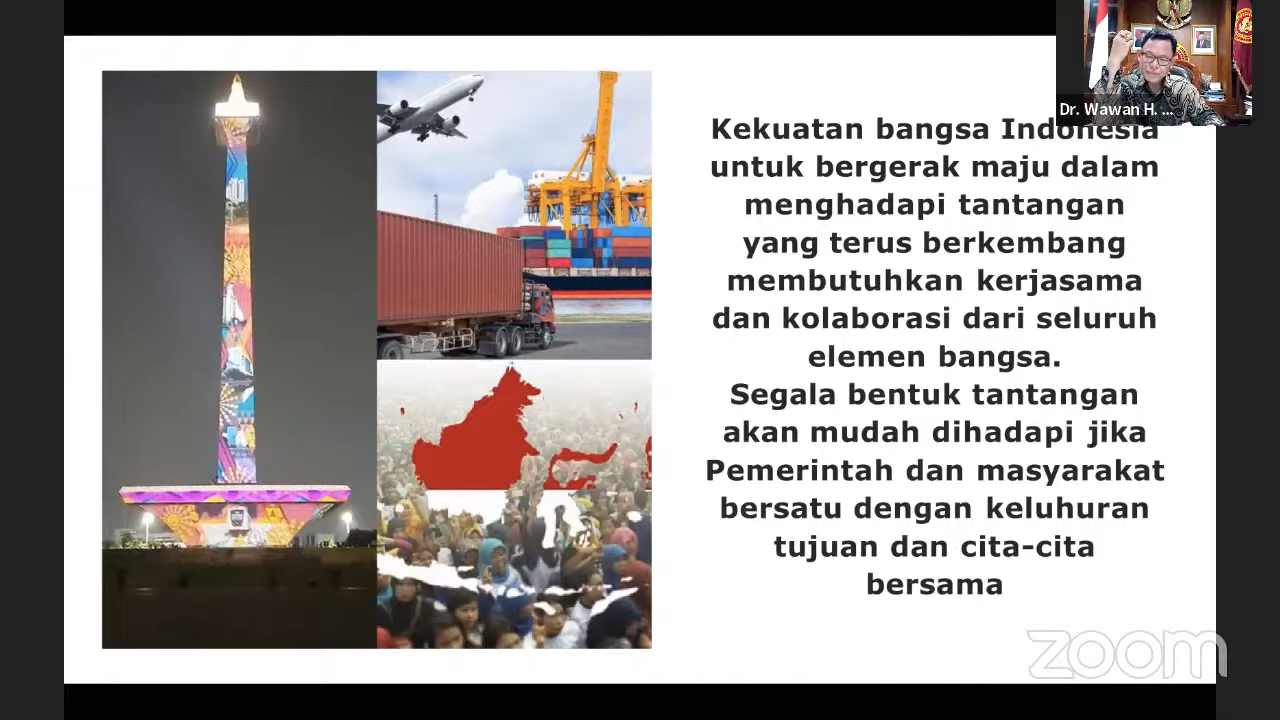 Dr. Wawan H. ...
Kekuatan bangsa Indonesia
untuk bergerak maju dalam
menghadapi tantangan
yang terus berkembang
membutuhkan kerjasama
dan kolaborasi dari seluruh
elemen bangsa.
Segala bentuk tantangan
akan mudah dihadapi jika
Pemerintah dan masyarakat
bersatu dengan keluhuran
tujuan dan cita-cita
bersama
zoom